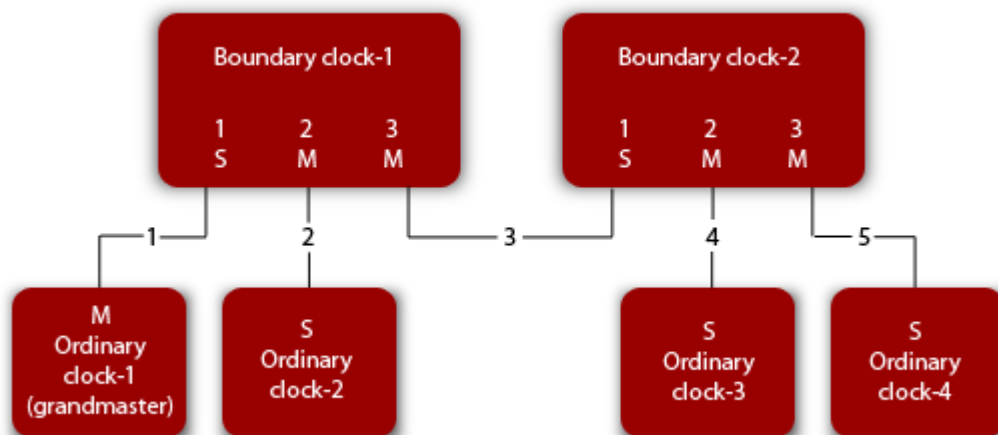 Boundary clock-1
1 2 3
S M M
Boundary clock-2
1 2 3
S M M
1
2
3
4
5
M
Ordinary
clock-1
(grandmaster)
S
Ordinary
clock-2
S
Ordinary
clock-3
S
Ordinary
clock-4